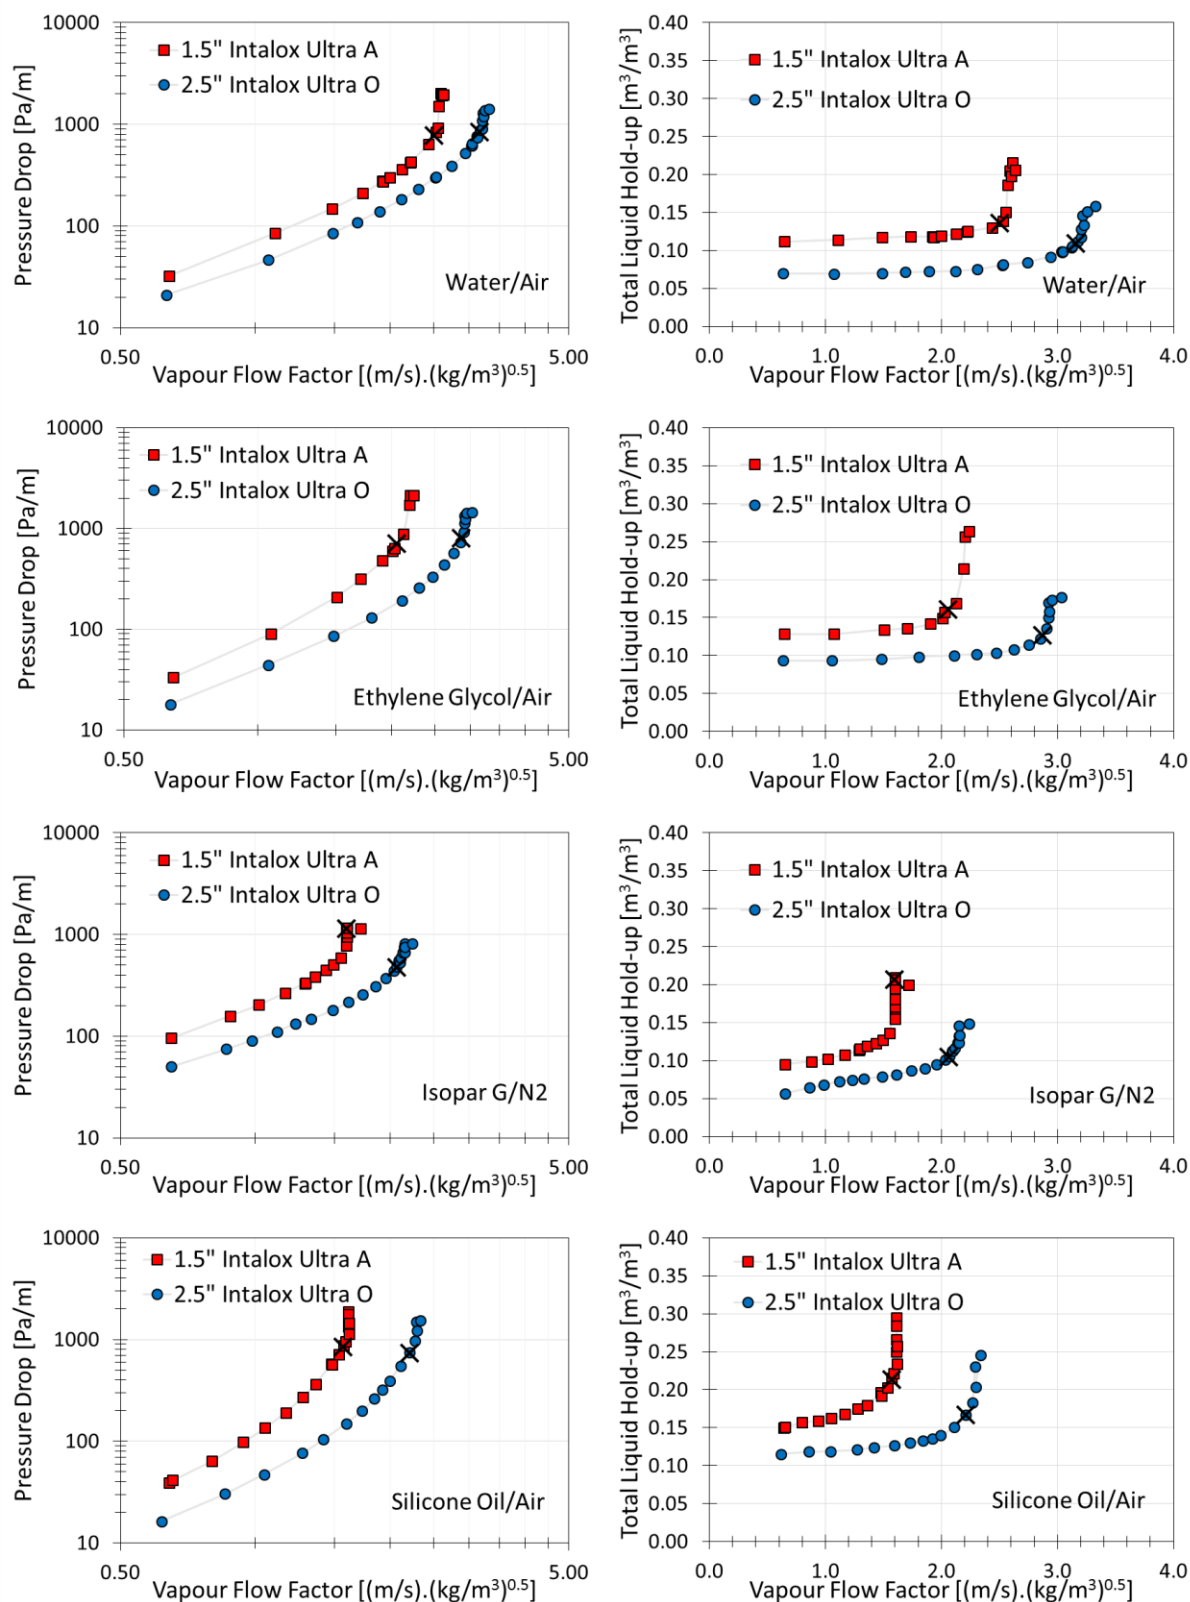 Pressure Drop [Pa/m]
10000
1000
100
10
1.5" Intalox Ultra A
2.5" Intalox Ultra O
Water/Air
0.50
5.00
Vapour Flow Factor [(m/s).(kg/m³)⁰·⁵]
Total Liquid Hold-up [m³/m³]
0.40
0.35
0.30
0.25
0.20
0.15
0.10
0.05
0.00
1.5" Intalox Ultra A
2.5" Intalox Ultra O
Water/Air
0.0
1.0
2.0
3.0
4.0
Vapour Flow Factor [(m/s).(kg/m³)⁰·⁵]
Pressure Drop [Pa/m]
10000
1000
100
10
1.5" Intalox Ultra A
2.5" Intalox Ultra O
Ethylene Glycol/Air
0.50
5.00
Vapour Flow Factor [(m/s).(kg/m³)⁰·⁵]
Total Liquid Hold-up [m³/m³]
0.40
0.35
0.30
0.25
0.20
0.15
0.10
0.05
0.00
1.5" Intalox Ultra A
2.5" Intalox Ultra O
Ethylene Glycol/Air
0.0
1.0
2.0
3.0
4.0
Vapour Flow Factor [(m/s).(kg/m³)⁰·⁵]
Pressure Drop [Pa/m]
10000
1000
100
10
1.5" Intalox Ultra A
2.5" Intalox Ultra O
Isopar G/N2
0.50
5.00
Vapour Flow Factor [(m/s).(kg/m³)⁰·⁵]
Total Liquid Hold-up [m³/m³]
0.40
0.35
0.30
0.25
0.20
0.15
0.10
0.05
0.00
1.5" Intalox Ultra A
2.5" Intalox Ultra O
Isopar G/N2
0.0
1.0
2.0
3.0
4.0
Vapour Flow Factor [(m/s).(kg/m³)⁰·⁵]
Pressure Drop [Pa/m]
10000
1000
100
10
1.5" Intalox Ultra A
2.5" Intalox Ultra O
Silicone Oil/Air
0.50
5.00
Vapour Flow Factor [(m/s).(kg/m³)⁰·⁵]
Total Liquid Hold-up [m³/m³]
0.40
0.35
0.30
0.25
0.20
0.15
0.10
0.05
0.00
1.5" Intalox Ultra A
2.5" Intalox Ultra O
Silicone Oil/Air
0.0
1.0
2.0
3.0
4.0
Vapour Flow Factor [(m/s).(kg/m³)⁰·⁵]